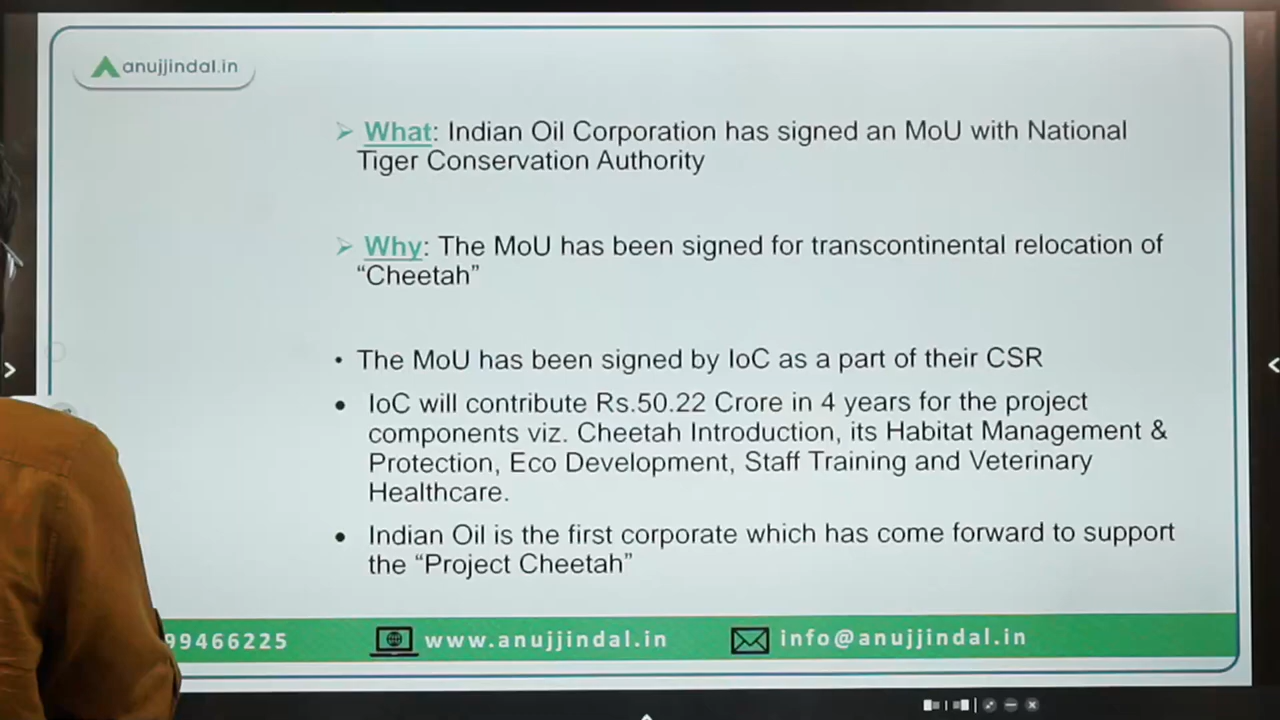 anujjindal.in
➢ What: Indian Oil Corporation has signed an MoU with National
Tiger Conservation Authority
➢ Why: The MoU has been signed for transcontinental relocation of
“Cheetah”
• The MoU has been signed by IoC as a part of their CSR
• IoC will contribute Rs.50.22 Crore in 4 years for the project
components viz. Cheetah Introduction, its Habitat Management &
Protection, Eco Development, Staff Training and Veterinary
Healthcare.
• Indian Oil is the first corporate which has come forward to support
the “Project Cheetah”
99466225 www.anujjindal.in info@anujjindal.in